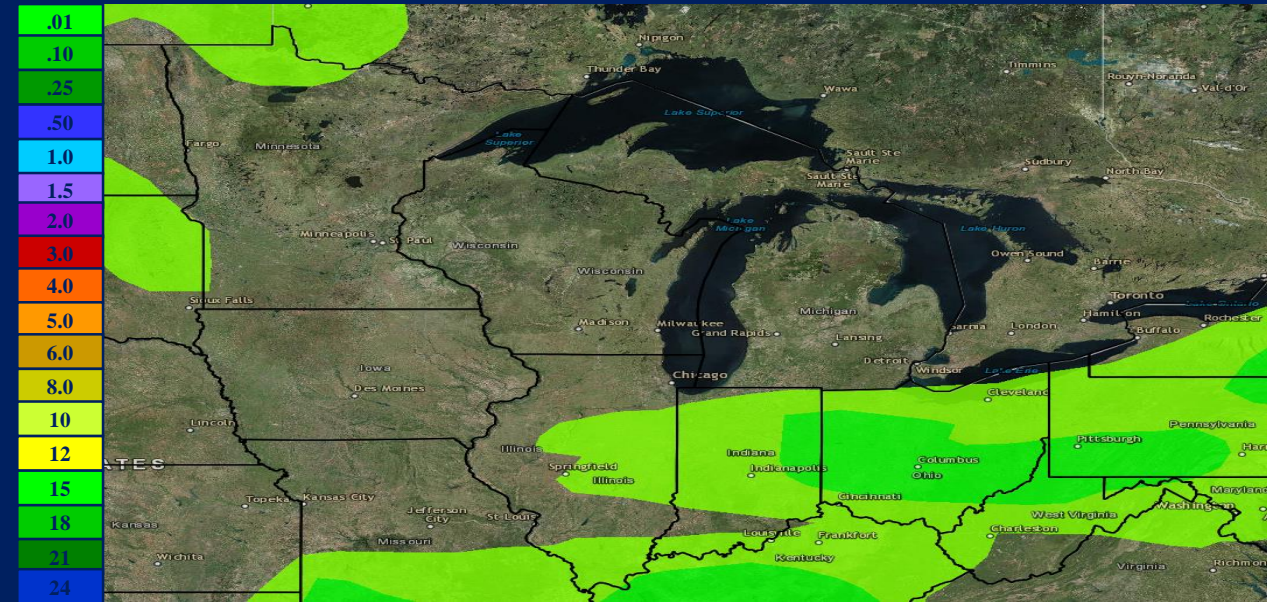 .01
.10
.25
.50
1.0
1.5
2.0
3.0
4.0
5.0
6.0
8.0
10
12
15
18
21
24
Nipigon
Thunder Bay
Timmins
Rouyn-Noranda
Val-d'Or
Wawa
Lake Superior
Lake
Superior
Fargo
Minnesota
Sault Ste
Marie
Sault Ste
Marie
Sudbury
North Bay
Minneapolis
St Paul
Wisconsin
Lake
Michigan
Lake Huron
Owen Sound
Barrie
Wisconsin
Sioux Falls
Toronto
Lake Ontario
Hamilton
Rochester
Madison
Milwaukee
Grand Rapids
Michigan
Lansing
Sarnia
London
Buffalo
Iowa
Des Moines
Chicago
Detroit
Windsor
Lake Erie
Cleveland
Lincoln
Illinois
Springfield
Illinois
Indiana
Indianapolis
Columbus
Ohio
Pittsburgh
Pennsylvania
Har
ATES
Topeka
Kansas City
Jefferson
City
St Louis
Cincinnati
Maryland
Washington
Kansas
Missouri
Louisville
Frankfort
Kentucky
West Virginia
Charleston
Wichita
Virginia
Richmon